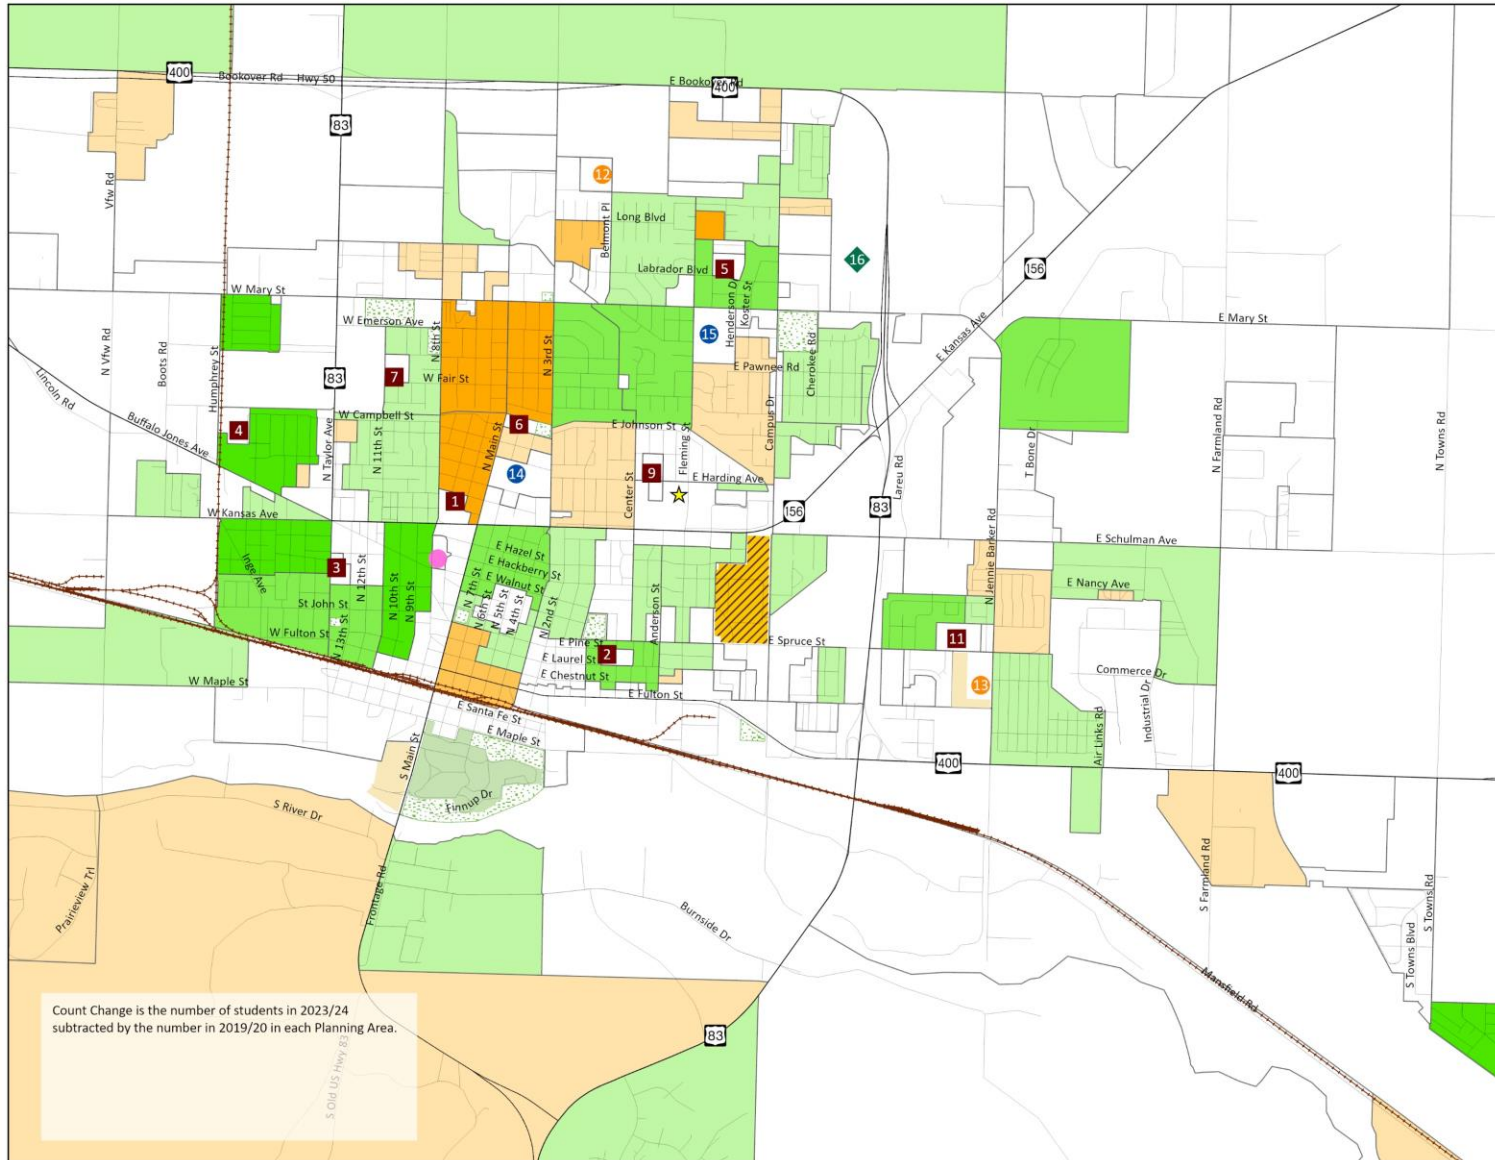 400
Bookover Rd Hwy 50
E Bookover Rd
400
83
Vfw Rd
12
Belmont Pl
Long Blvd
16
Labrador Blvd
5
Henderson D
Koster St
156
W Mary St
E Mary St
W Emerson Ave
N 8th St
N 3rd St
15
E Kansas Ave
N Vfw Rd
Boots Rd
Humphrey St
83
7
W Fair St
E Pawnee Rd
Cherokee Rd
Lincoln Rd
Buffalo Jones Ave
4
N Taylor Ave
W Campbell St
N 11th St
N Main St
6
E Johnson St
Fleming St
Campus Dr
T Bone Dr
N Farmland Rd
N Towns Rd
14
9
Center St
E Harding Ave
Lareu Rd
1
W Kansas Ave
156
83
N Jennie Barker Rd
E Schulman Ave
Inge Ave
3
N 12th St
N 10th St
N 9th St
E Hazel St
E Hackberry St
E Walnut St
N 7th St
N 6th St
N 5th St
N 4th St
N 2nd St
Anderson St
E Nancy Ave
St John St
W Fulton St
N 13th St
E Pine St
2
E Spruce St
11
E Laurel St
E Chestnut St
W Maple St
E Fulton St
13
Commerce Dr
Industrial Dr
Air Links Rd
E Santa Fe St
E Maple St
S Main St
400
400
Finnup Dr
S River Dr
Prairieview Trl
Frontage Rd
Burnside Dr
S Farmland Rd
S Towns Blvd
S Towns Rd
Mansfield Rd
Count Change is the number of students in 2023/24
subtracted by the number in 2019/20 in each Planning Area.
S Old US Hwy 83
83